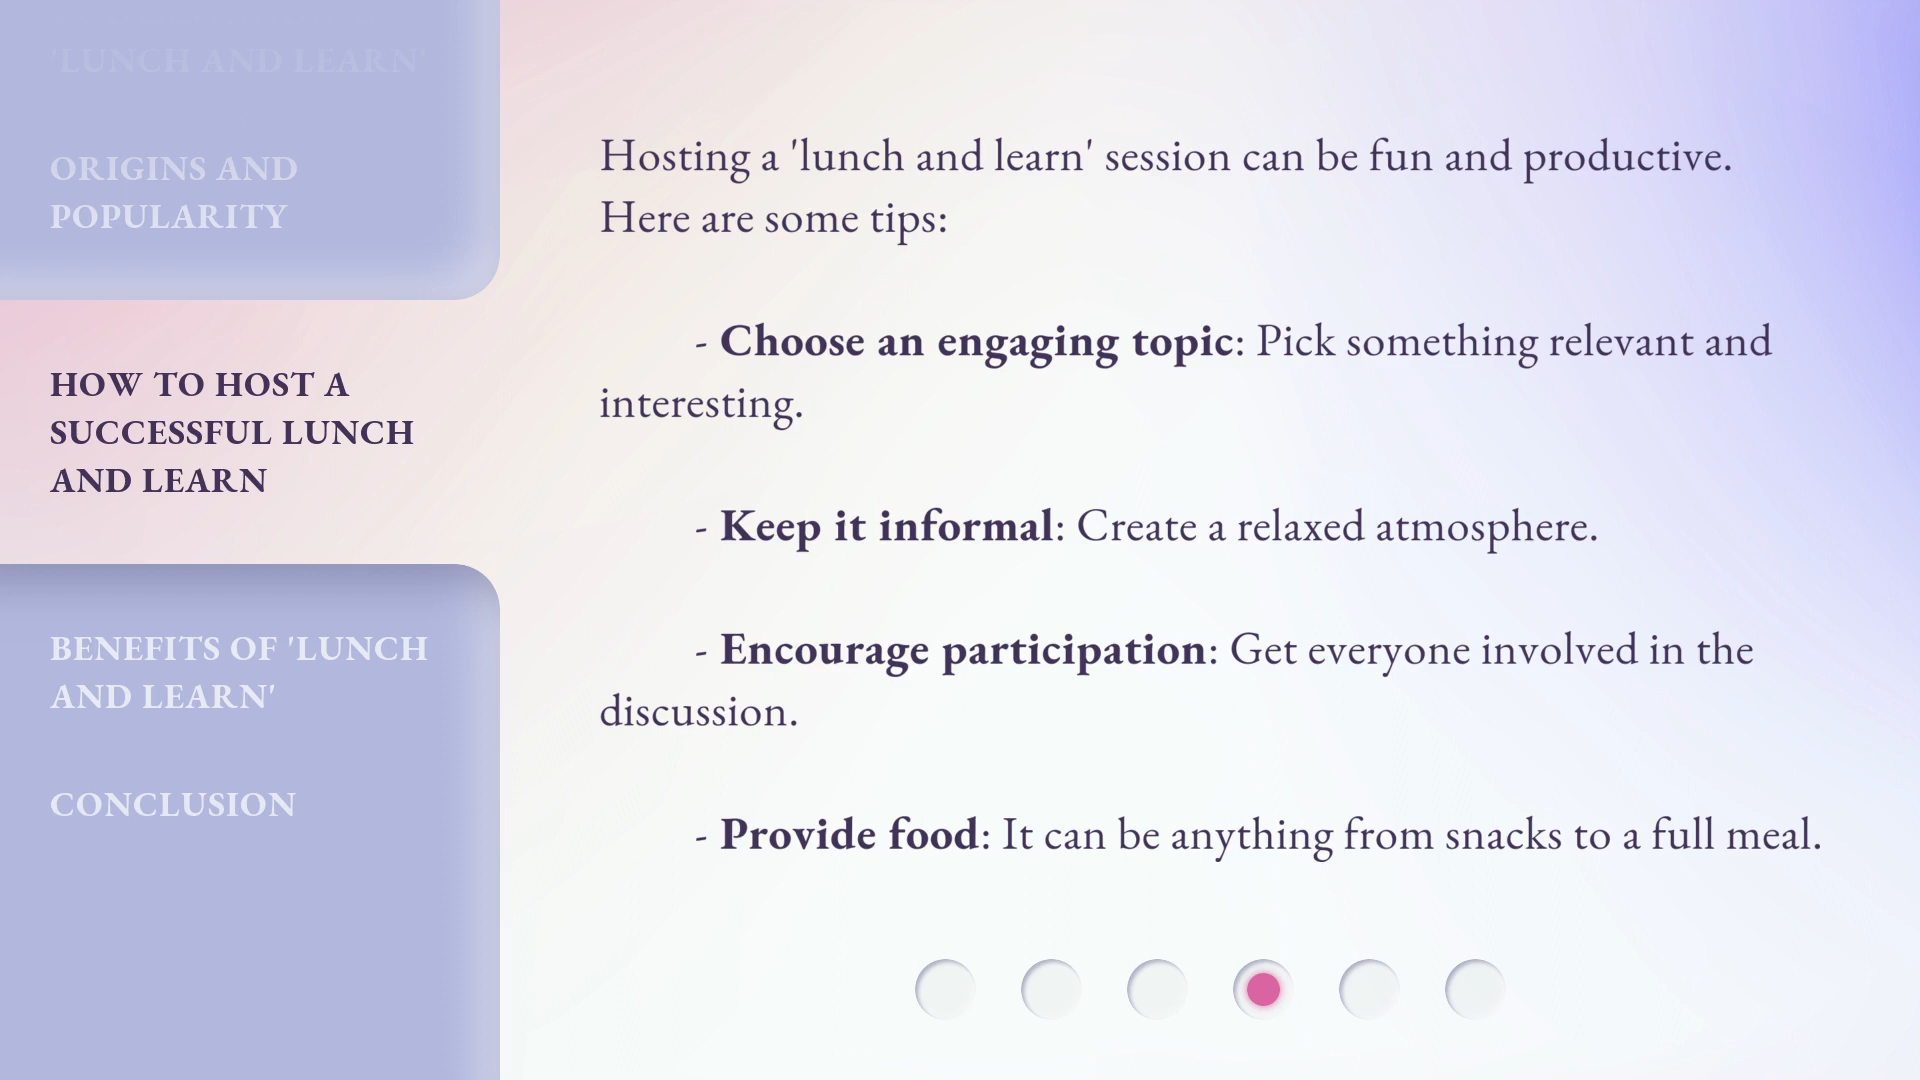 'LUNCH AND LEARN'
ORIGINS AND
POPULARITY
HOW TO HOST A
SUCCESSFUL LUNCH
AND LEARN
BENEFITS OF 'LUNCH
AND LEARN'
CONCLUSION
Hosting a 'lunch and learn' session can be fun and productive.
Here are some tips:
- Choose an engaging topic: Pick something relevant and
interesting.
- Keep it informal: Create a relaxed atmosphere.
- Encourage participation: Get everyone involved in the
discussion.
- Provide food: It can be anything from snacks to a full meal.